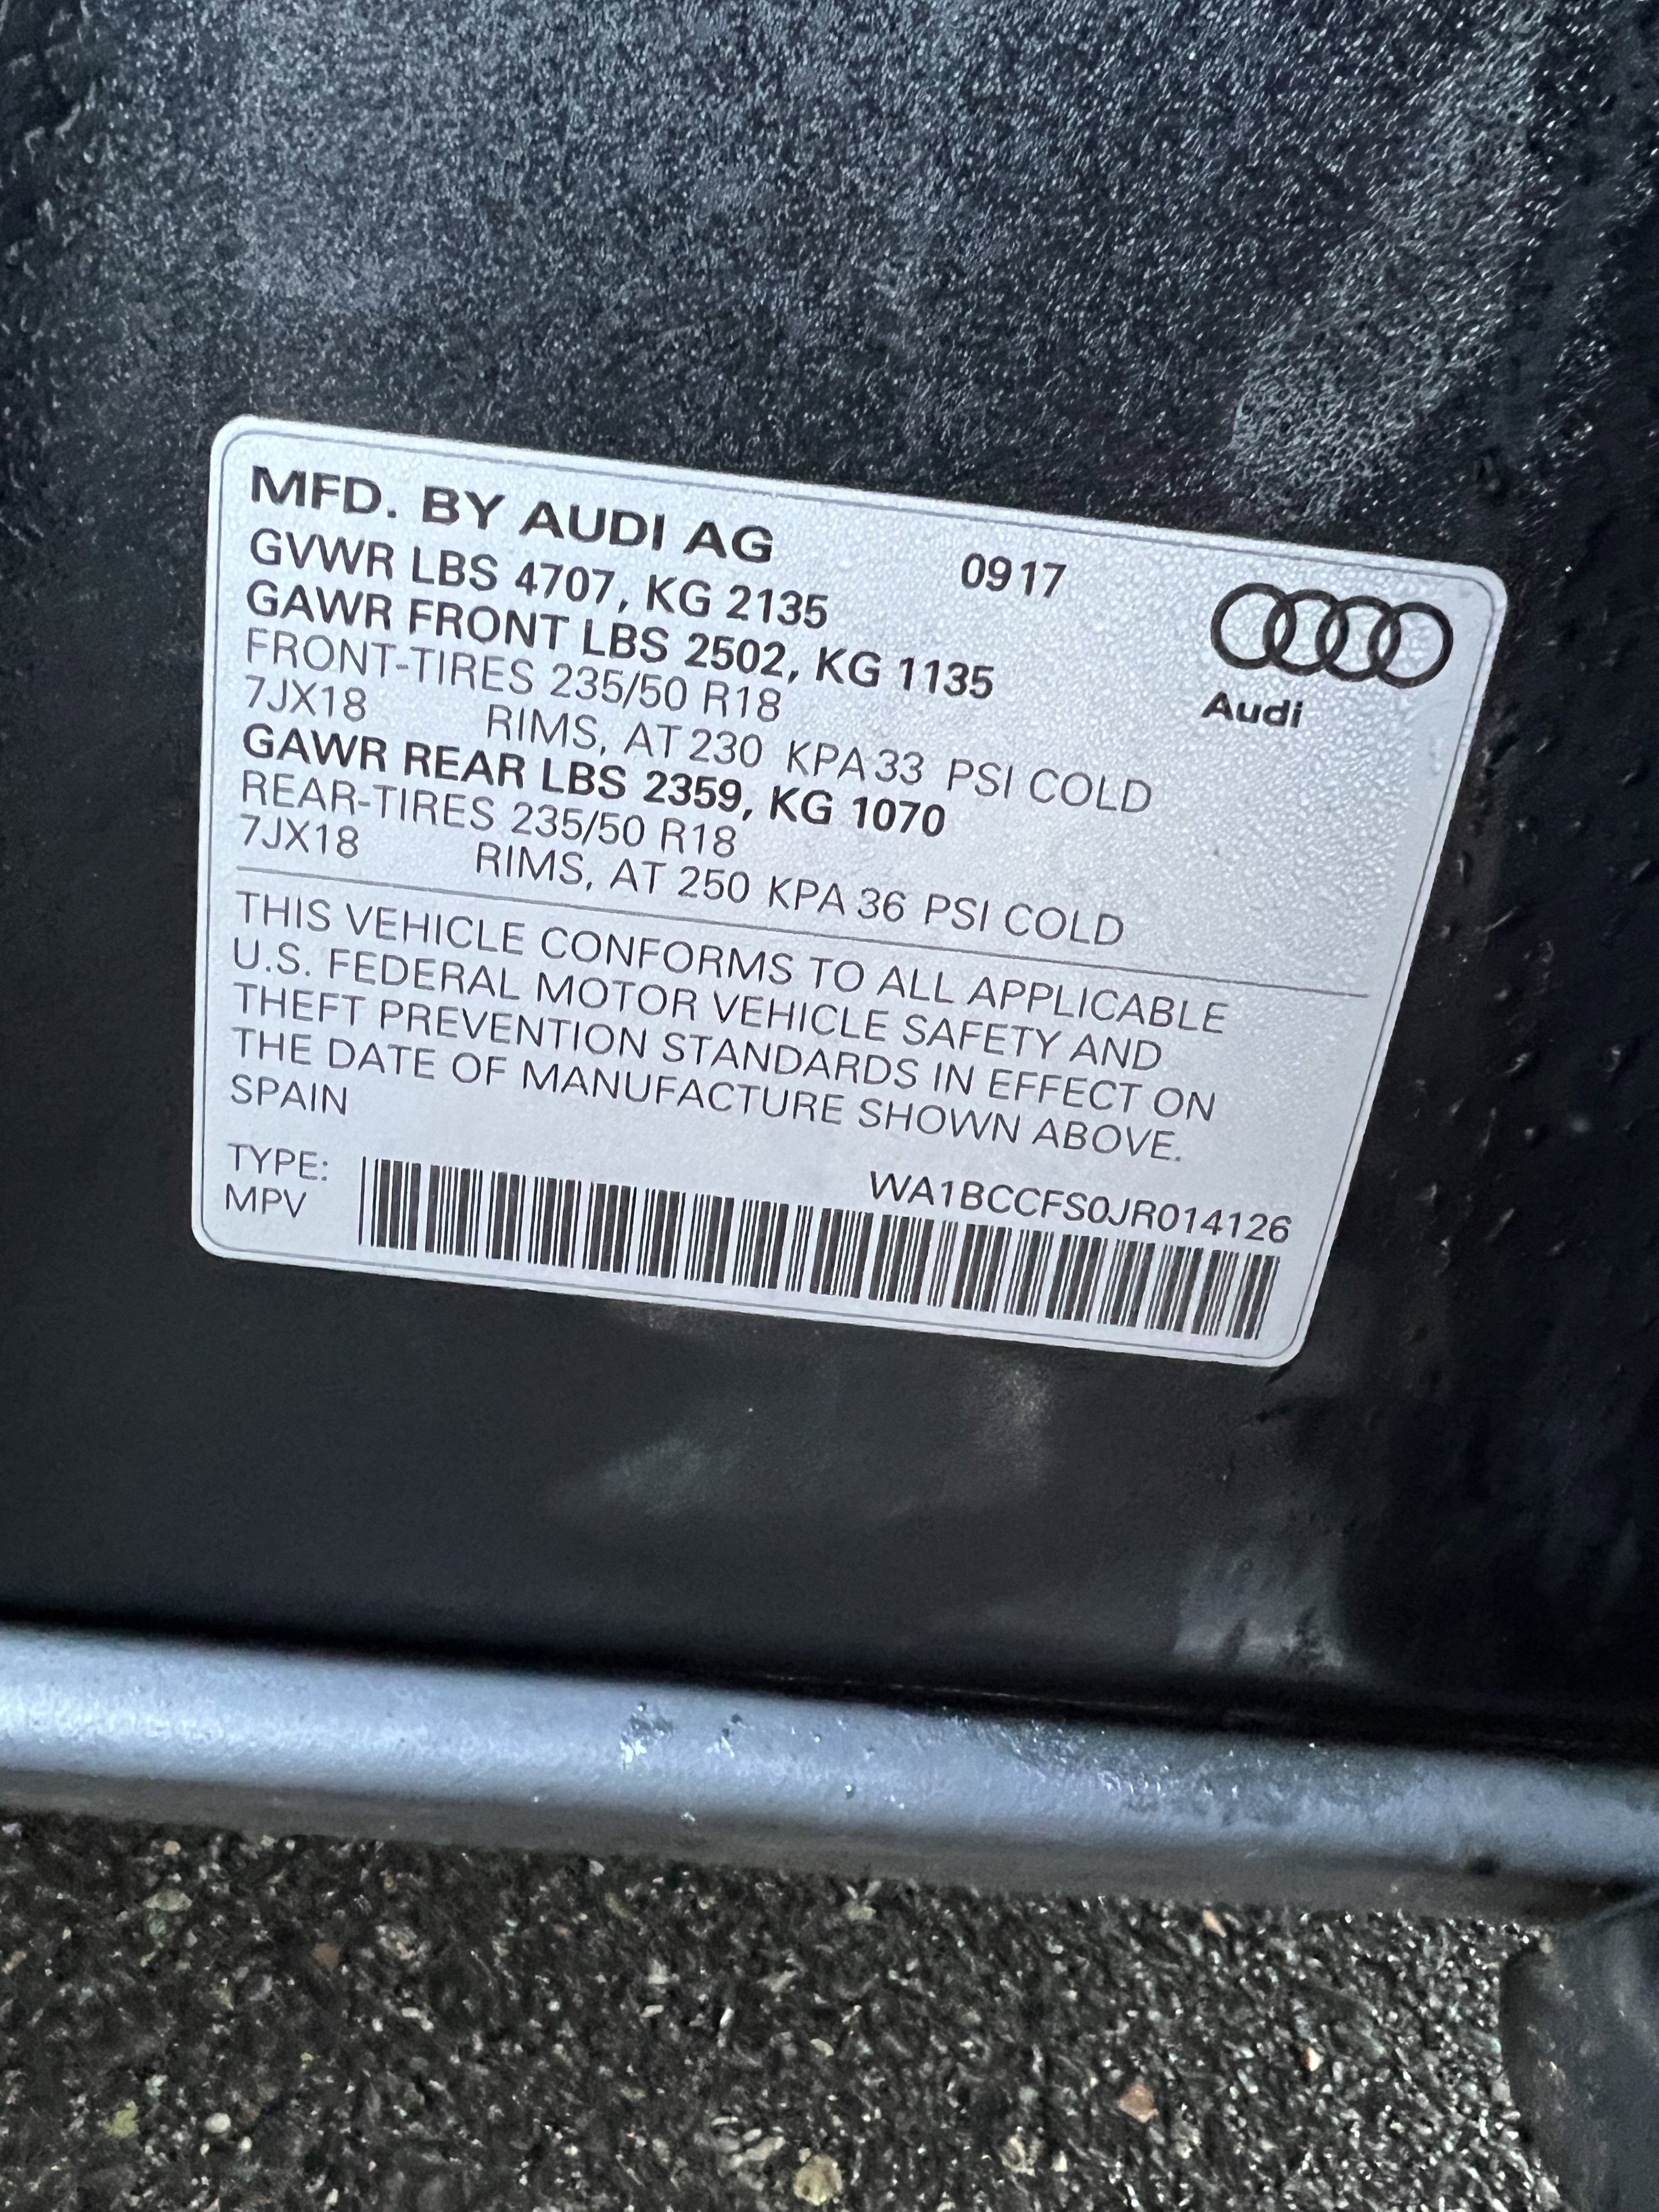 MFD. BY AUDI AG 0917
GVWR LBS 4707, KG 2135
GAWR FRONT LBS 2502, KG 1135
FRONT-TIRES 235/50 R18
7JX18 RIMS, AT 230 KPA 33 PSI COLD
GAWR REAR LBS 2359, KG 1070
REAR-TIRES 235/50 R18
7JX18 RIMS, AT 250 KPA 36 PSI COLD
Audi
THIS VEHICLE CONFORMS TO ALL APPLICABLE
U.S. FEDERAL MOTOR VEHICLE SAFETY AND
THEFT PREVENTION STANDARDS IN EFFECT ON
THE DATE OF MANUFACTURE SHOWN ABOVE.
SPAIN
TYPE:
MPV
WA1BCCFS0JR014126